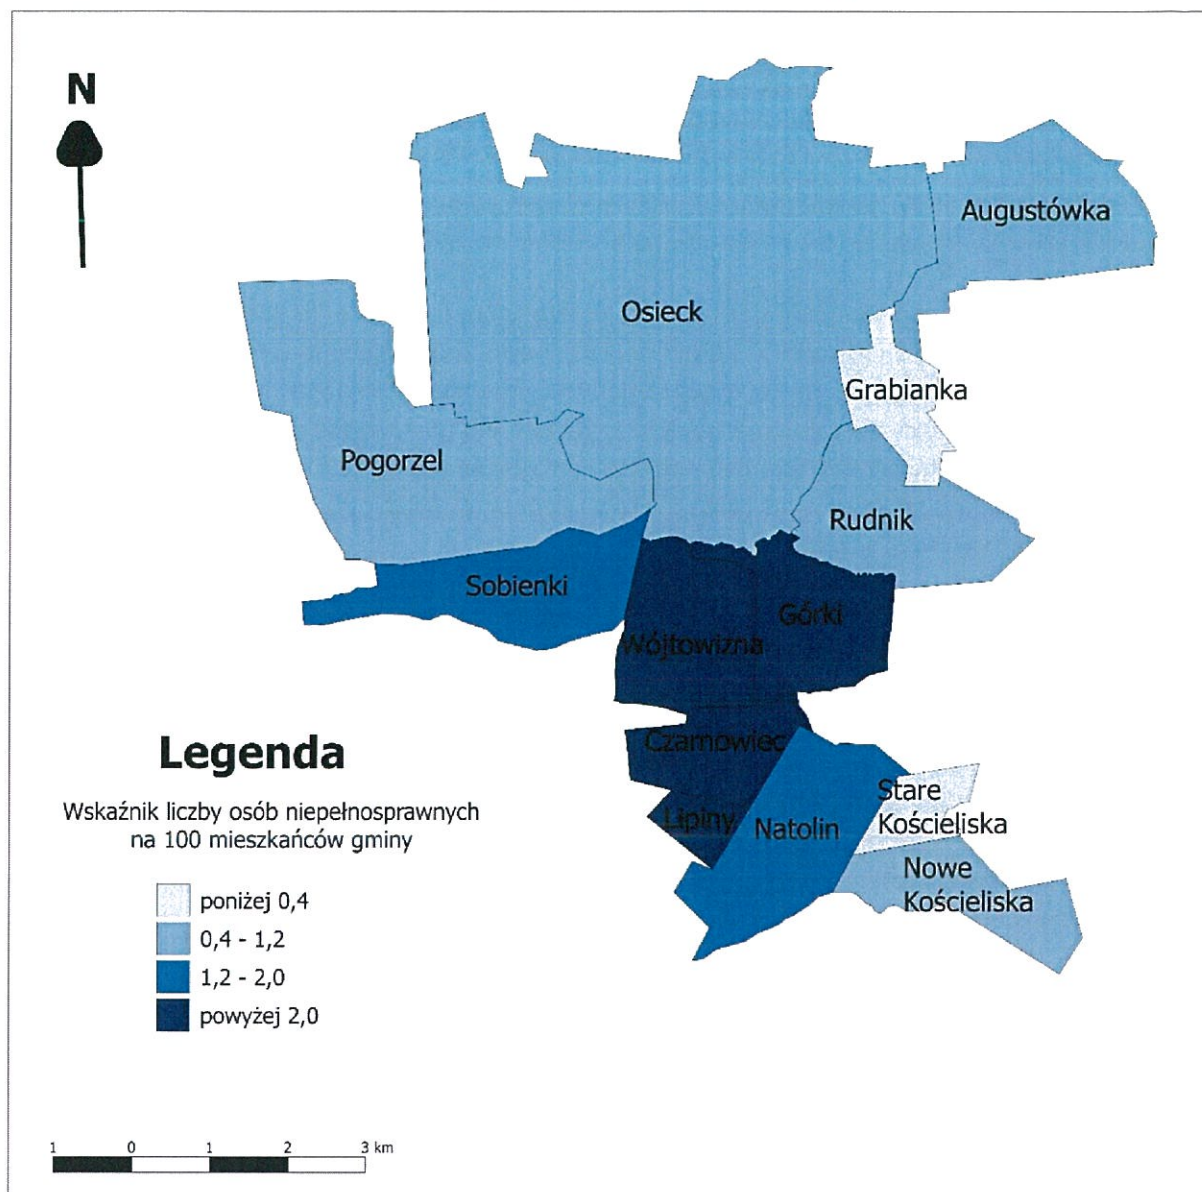 N
Augustówka
Osieck
Grabianka
Pogorzel
Rudnik
Sobienki
Górki
Wójtowizna
Czarnowiec
Stare
Kościeliska
Lipiny
Natolin
Nowe
Kościeliska
Legenda
Wskaźnik liczby osób niepełnosprawnych
na 100 mieszkańców gminy
poniżej 0,4
0,4 - 1,2
1,2 - 2,0
powyżej 2,0
1 0 1 2 3 km